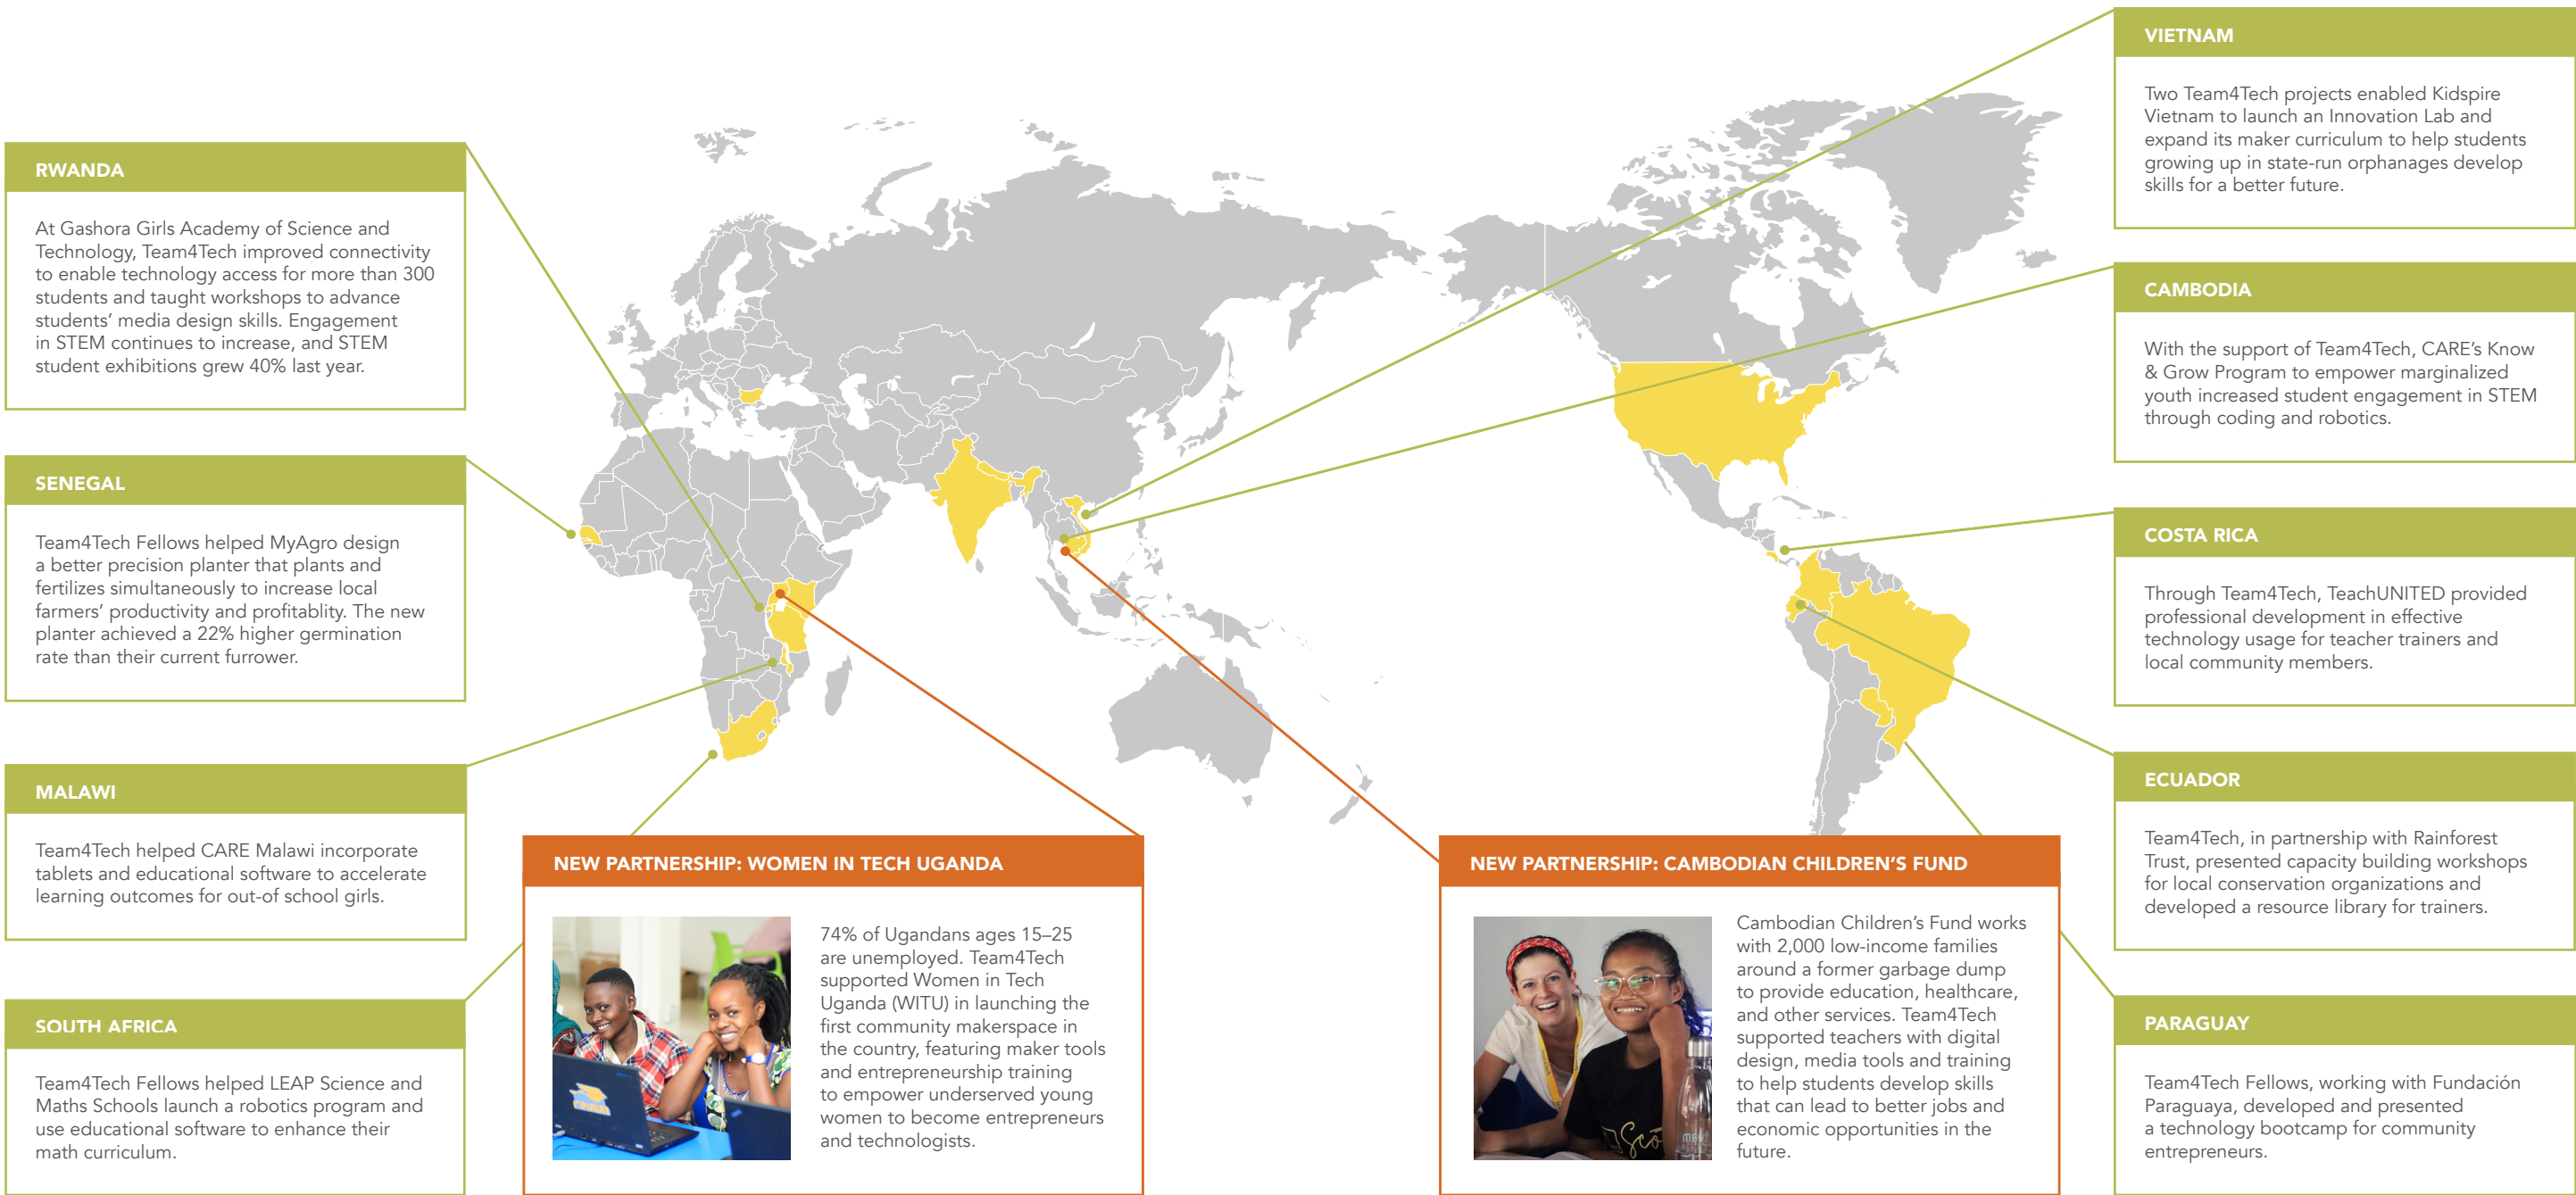 RWANDA
At Gashora Girls Academy of Science and
Technology, Team4Tech improved connectivity
to enable technology access for more than 300
students and taught workshops to advance
students' media design skills. Engagement
in STEM continues to increase, and STEM
student exhibitions grew 40% last year.
SENEGAL
Team4Tech Fellows helped MyAgro design
a better precision planter that plants and
fertilizes simultaneously to increase local
farmers' productivity and profitablity. The new
planter achieved a 22% higher germination
rate than their current furrower.
MALAWI
Team4Tech helped CARE Malawi incorporate
tablets and educational software to accelerate
learning outcomes for out-of school girls.
SOUTH AFRICA
Team4Tech Fellows helped LEAP Science and
Maths Schools launch a robotics program and
use educational software to enhance their
math curriculum.
NEW PARTNERSHIP: WOMEN IN TECH UGANDA
74% of Ugandans ages 15–25
are unemployed. Team4Tech
supported Women in Tech
Uganda (WITU) in launching the
first community makerspace in
the country, featuring maker tools
and entrepreneurship training
to empower underserved young
women to become entrepreneurs
and technologists.
NEW PARTNERSHIP: CAMBODIAN CHILDREN'S FUND
Cambodian Children's Fund works
with 2,000 low-income families
around a former garbage dump
to provide education, healthcare,
and other services. Team4Tech
supported teachers with digital
design, media tools and training
to help students develop skills
that can lead to better jobs and
economic opportunities in the
future.
VIETNAM
Two Team4Tech projects enabled Kidspire
Vietnam to launch an Innovation Lab and
expand its maker curriculum to help students
growing up in state-run orphanages develop
skills for a better future.
CAMBODIA
With the support of Team4Tech, CARE's Know
& Grow Program to empower marginalized
youth increased student engagement in STEM
through coding and robotics.
COSTA RICA
Through Team4Tech, TeachUNITED provided
professional development in effective
technology usage for teacher trainers and
local community members.
ECUADOR
Team4Tech, in partnership with Rainforest
Trust, presented capacity building workshops
for local conservation organizations and
developed a resource library for trainers.
PARAGUAY
Team4Tech Fellows, working with Fundación
Paraguaya, developed and presented
a technology bootcamp for community
entrepreneurs.